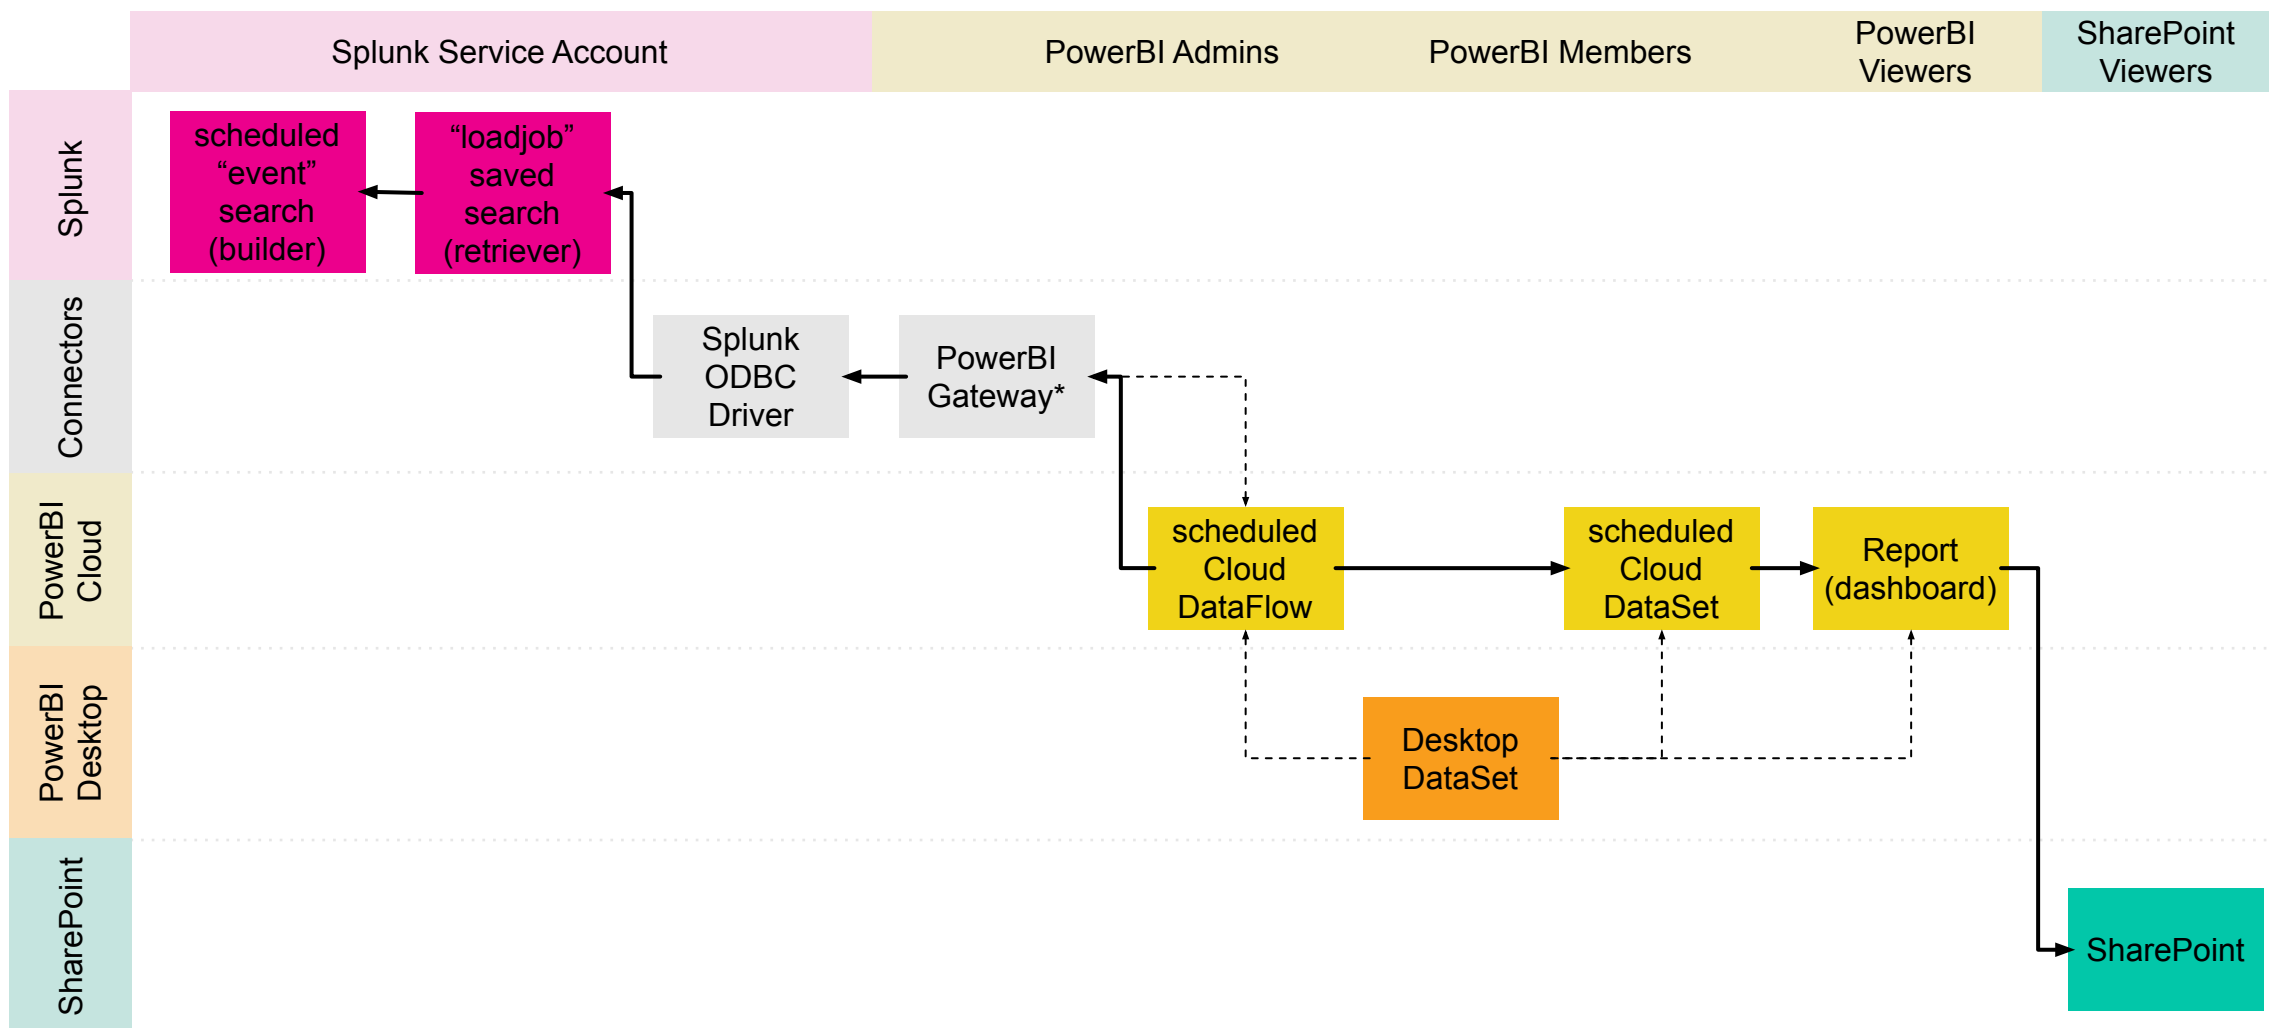 Splunk Service Account
PowerBI Admins
PowerBI Members
PowerBI
Viewers
SharePoint
Viewers
Splunk
scheduled
“event”
search
(builder)
“loadjob”
saved
search
(retriever)
Connectors
Splunk
ODBC
Driver
PowerBI
Gateway*
PowerBI
Cloud
scheduled
Cloud
DataFlow
scheduled
Cloud
DataSet
Report
(dashboard)
PowerBI
Desktop
Desktop
DataSet
SharePoint
SharePoint